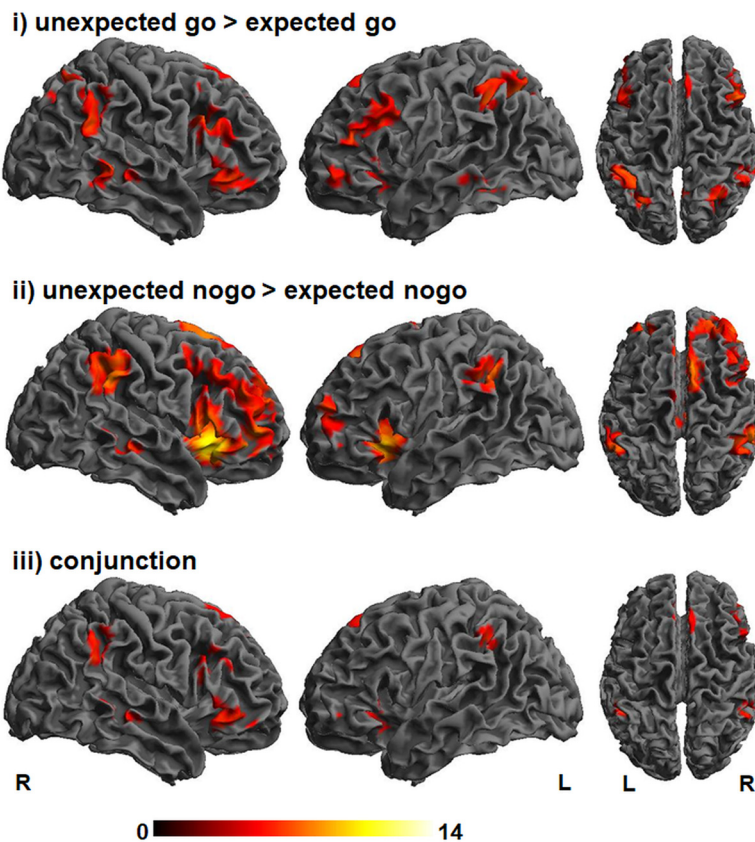 i) unexpected go > expected go
ii) unexpected nogo > expected nogo
iii) conjunction
R L L R
0 14